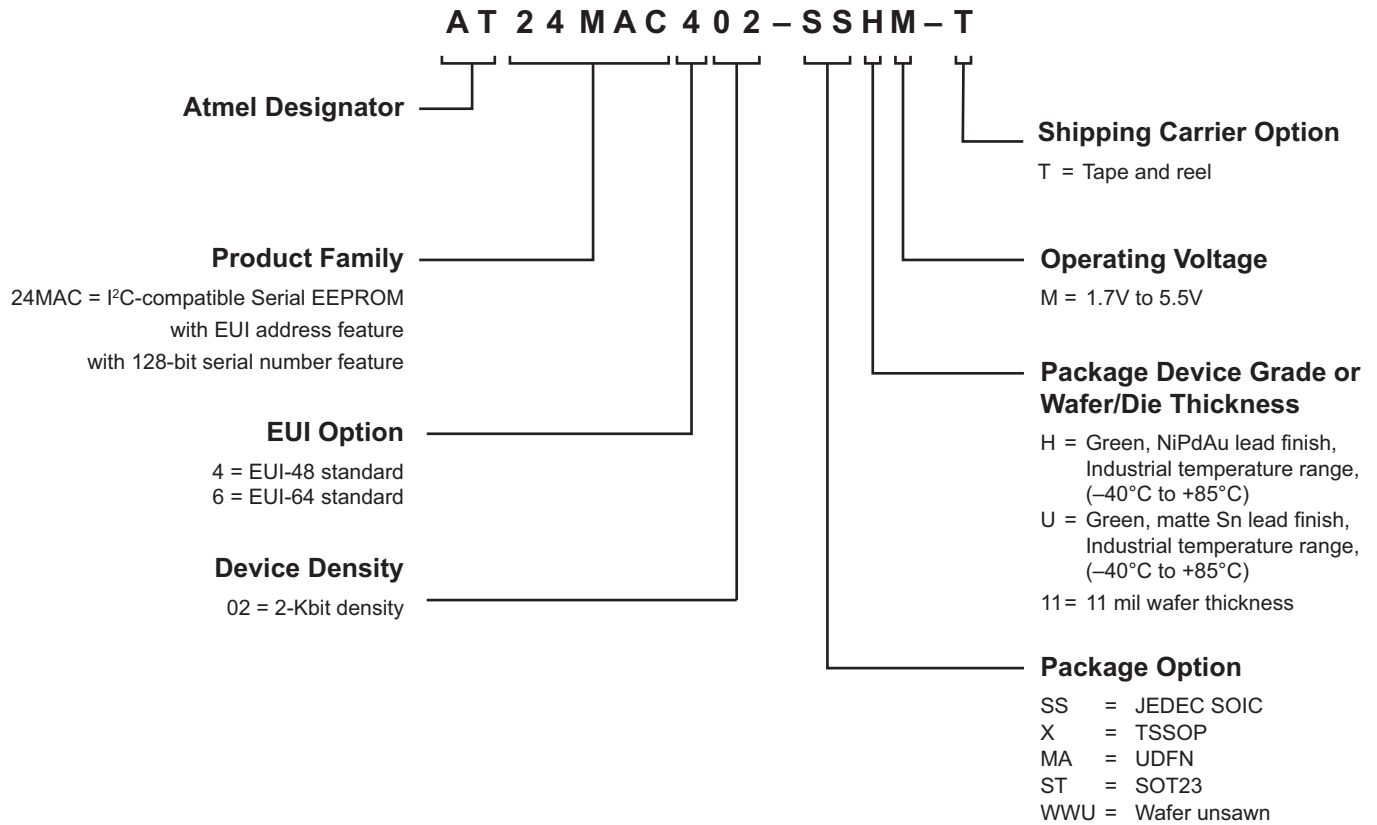 AT24MAC402–SSHM–T
Atmel Designator
Product Family
24MAC = I²C-compatible Serial EEPROM
with EUI address feature
with 128-bit serial number feature
EUI Option
4 = EUI-48 standard
6 = EUI-64 standard
Device Density
02 = 2-Kbit density
Shipping Carrier Option
T = Tape and reel
Operating Voltage
M = 1.7V to 5.5V
Package Device Grade or
Wafer/Die Thickness
H = Green, NiPdAu lead finish,
Industrial temperature range,
(–40°C to +85°C)
U = Green, matte Sn lead finish,
Industrial temperature range,
(–40°C to +85°C)
11= 11 mil wafer thickness
Package Option
SS = JEDEC SOIC
X = TSSOP
MA = UDFN
ST = SOT23
WWU = Wafer unsawn